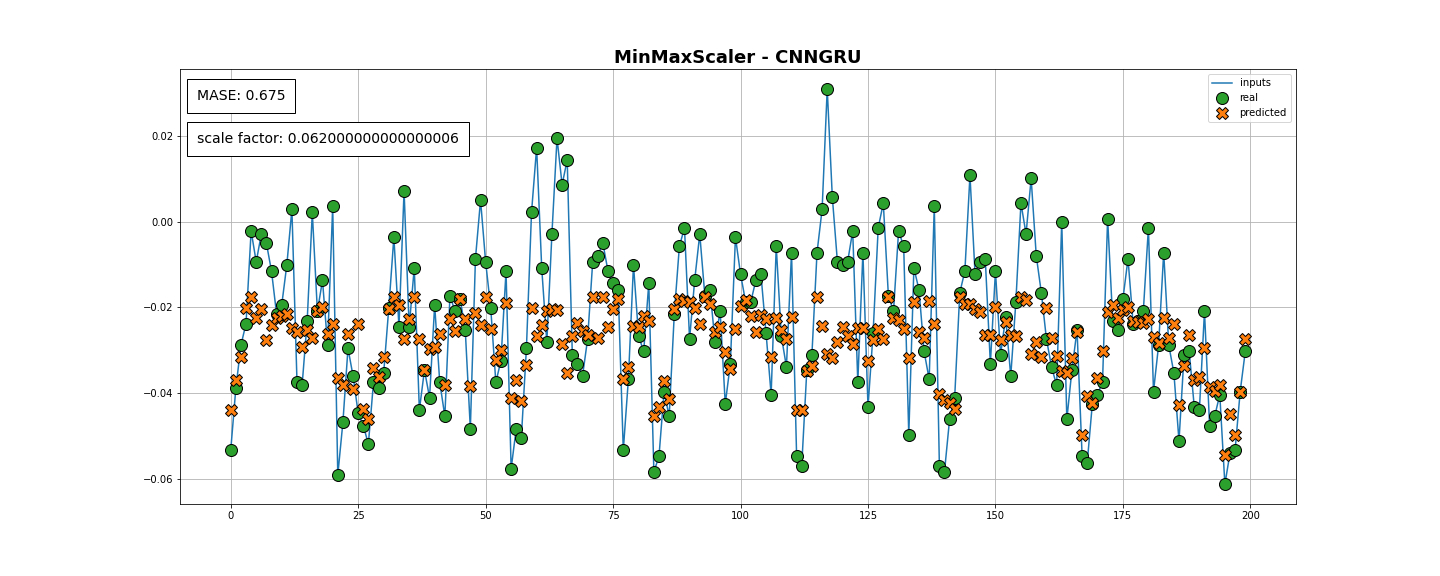 MinMaxScaler - CNNGRU
MASE: 0.675
scale factor: 0.062000000000000006
inputs
real
predicted
0.02
0.00
−0.02
−0.04
−0.06
0 25 50 75 100 125 150 175 200